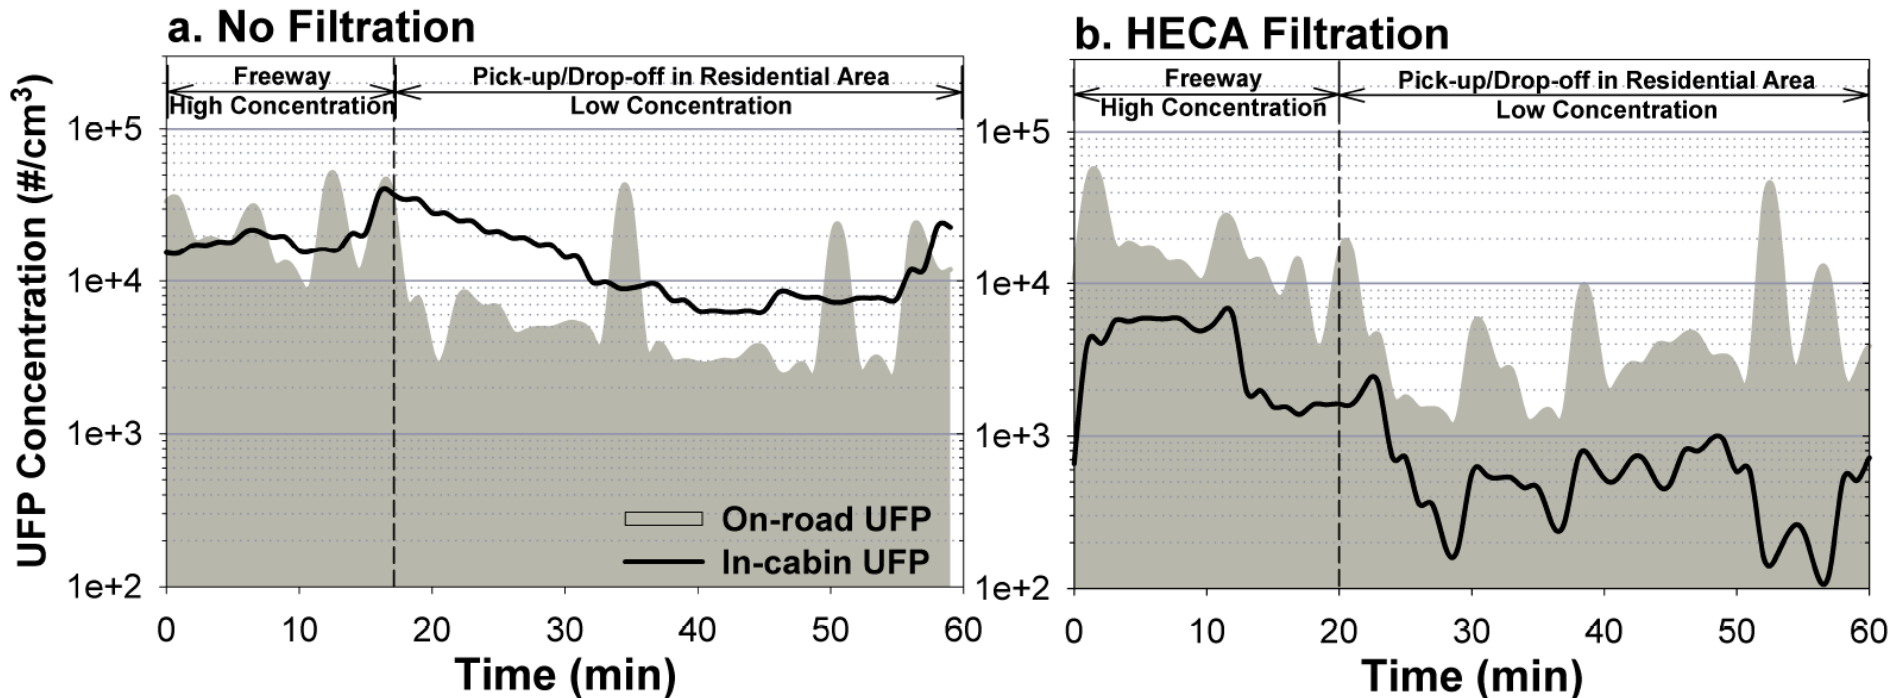 a. No Filtration
Freeway
High Concentration
Pick-up/Drop-off in Residential Area
Low Concentration
UFP Concentration (#/cm³)
1e+5
1e+4
1e+3
1e+2
On-road UFP
In-cabin UFP
0 10 20 30 40 50 60
Time (min)
b. HECA Filtration
Freeway
High Concentration
Pick-up/Drop-off in Residential Area
Low Concentration
1e+5
1e+4
1e+3
1e+2
0 10 20 30 40 50 60
Time (min)